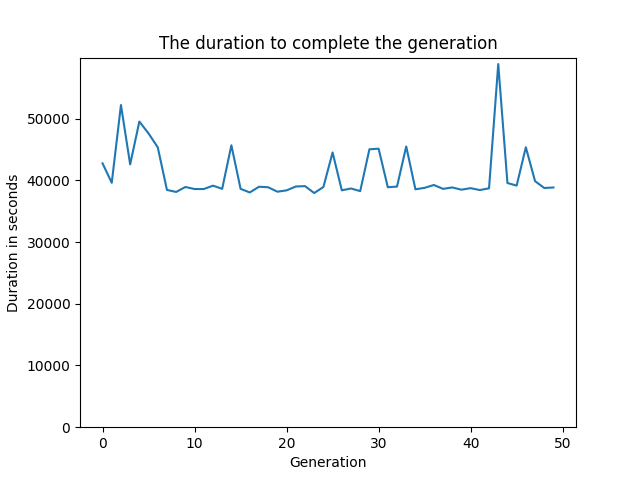 The duration to complete the generation
Duration in seconds
50000
40000
30000
20000
10000
0
0 10 20 30 40 50
Generation